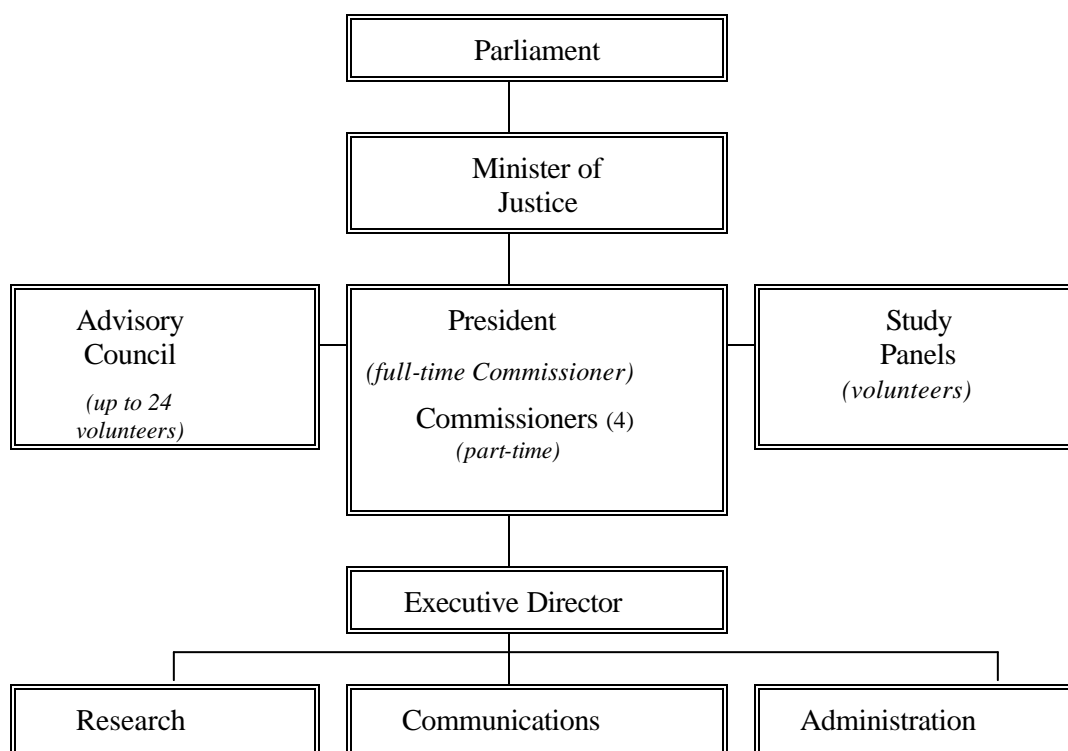 Parliament
Minister of
Justice
Advisory
Council
(up to 24
volunteers)
President
(full-time Commissioner)
Commissioners (4)
(part-time)
Study
Panels
(volunteers)
Executive Director
Research
Communications
Administration